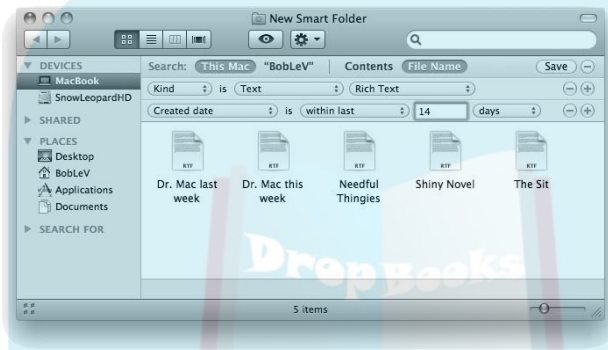 New Smart Folder
DEVICES
MacBook
SnowLeopardHD
SHARED
PLACES
Desktop
BobLeV
Applications
Documents
SEARCH FOR
Search: This Mac "BobLeV" Contents File Name Save
Kind is Text Rich Text
Created date is within last 14 days
RTF RTF RTF RTF RTF
Dr. Mac last week
Dr. Mac this week
Needful Thingies
Shiny Novel
The Sit
DropBooks
5 items